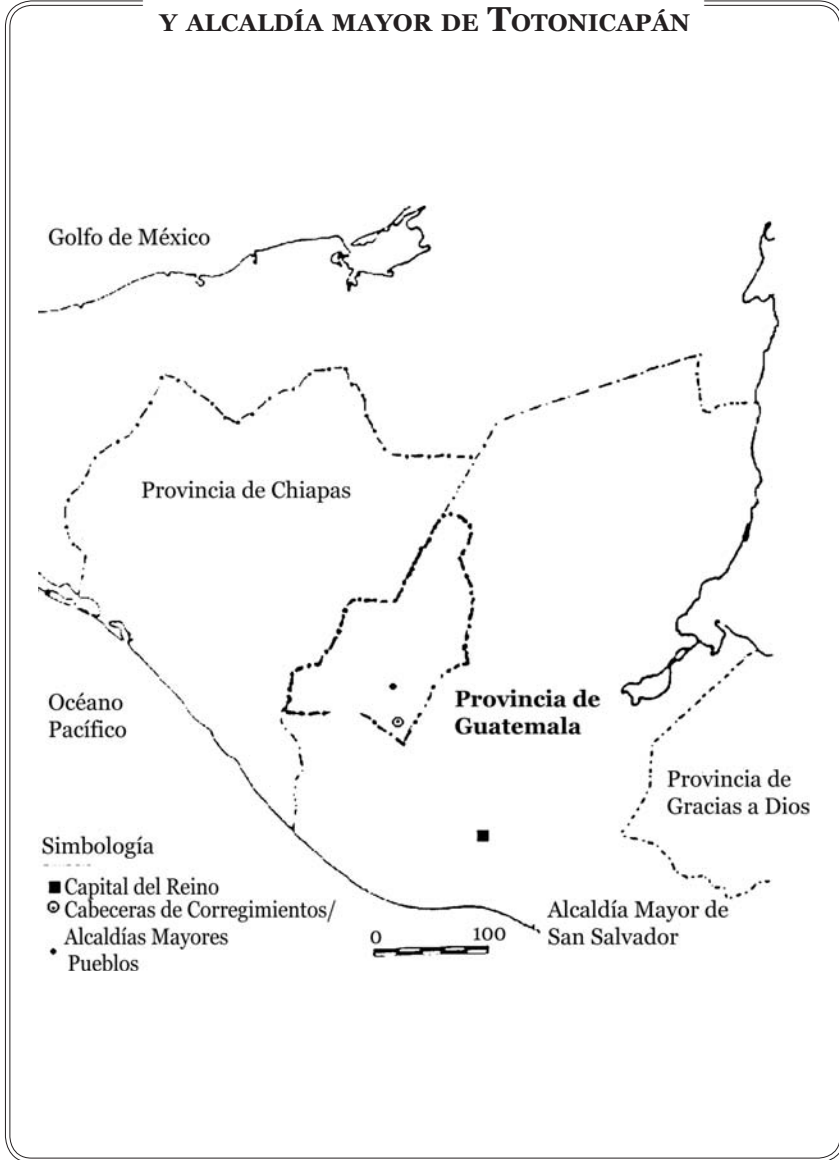 Y ALCALDÍA MAYOR DE TOTONICAPÁN
Golfo de México
Provincia de Chiapas
Océano
Pacífico
Provincia de
Guatemala
Provincia de
Gracias a Dios
Simbología
Capital del Reino
Cabeceras de Corregimientos/
Alcaldías Mayores
Pueblos
0 100
Alcaldía Mayor de
San Salvador